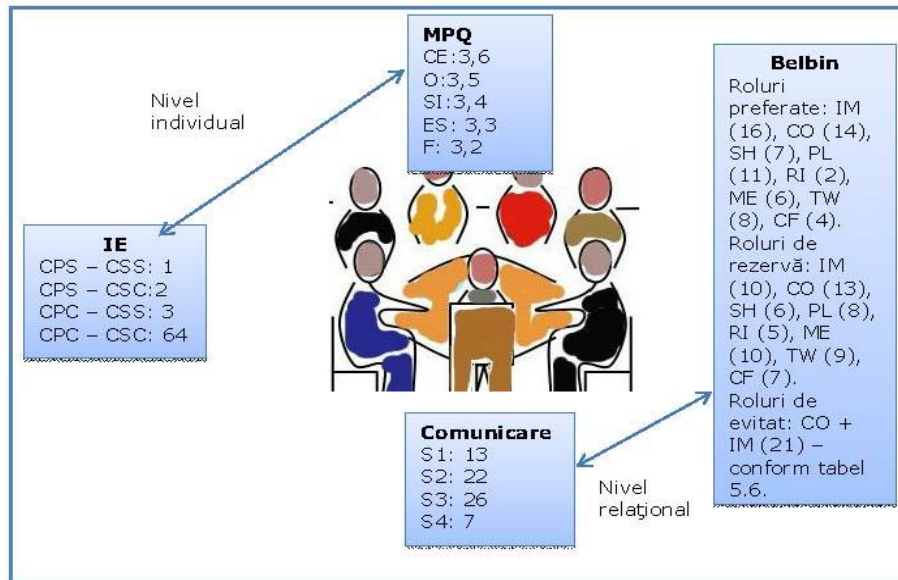 MPQ
CE:3,6
O:3,5
SI:3,4
ES: 3,3
F: 3,2
Nivel
individual
IE
CPS – CSS: 1
CPS – CSC:2
CPC – CSS: 3
CPC – CSC: 64
Comunicare
S1: 13
S2: 22
S3: 26
S4: 7
Nivel
relaţional
Belbin
Roluri
preferate: IM
(16), CO (14),
SH (7), PL
(11), RI (2),
ME (6), TW
(8), CF (4).
Roluri de
rezervă: IM
(10), CO (13),
SH (6), PL (8),
RI (5), ME
(10), TW (9),
CF (7).
Roluri de
evitat: CO +
IM (21) –
conform tabel
5.6.